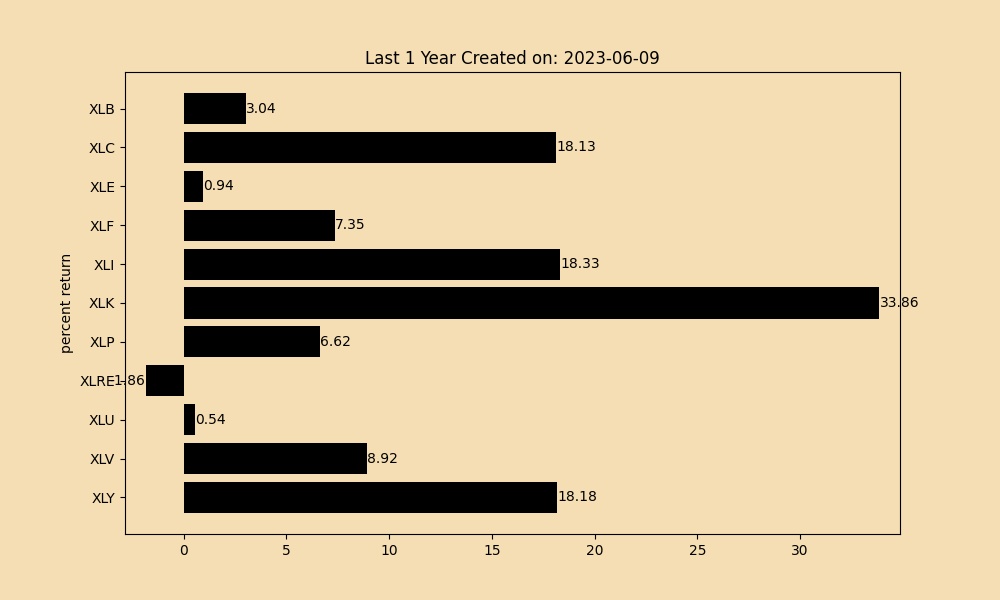 Last 1 Year Created on: 2023-06-09
percent return
XLB 3.04
XLC 18.13
XLE 0.94
XLF 7.35
XLI 18.33
XLK 33.86
XLP 6.62
XLRE -1.86
XLU 0.54
XLV 8.92
XLY 18.18
0 5 10 15 20 25 30